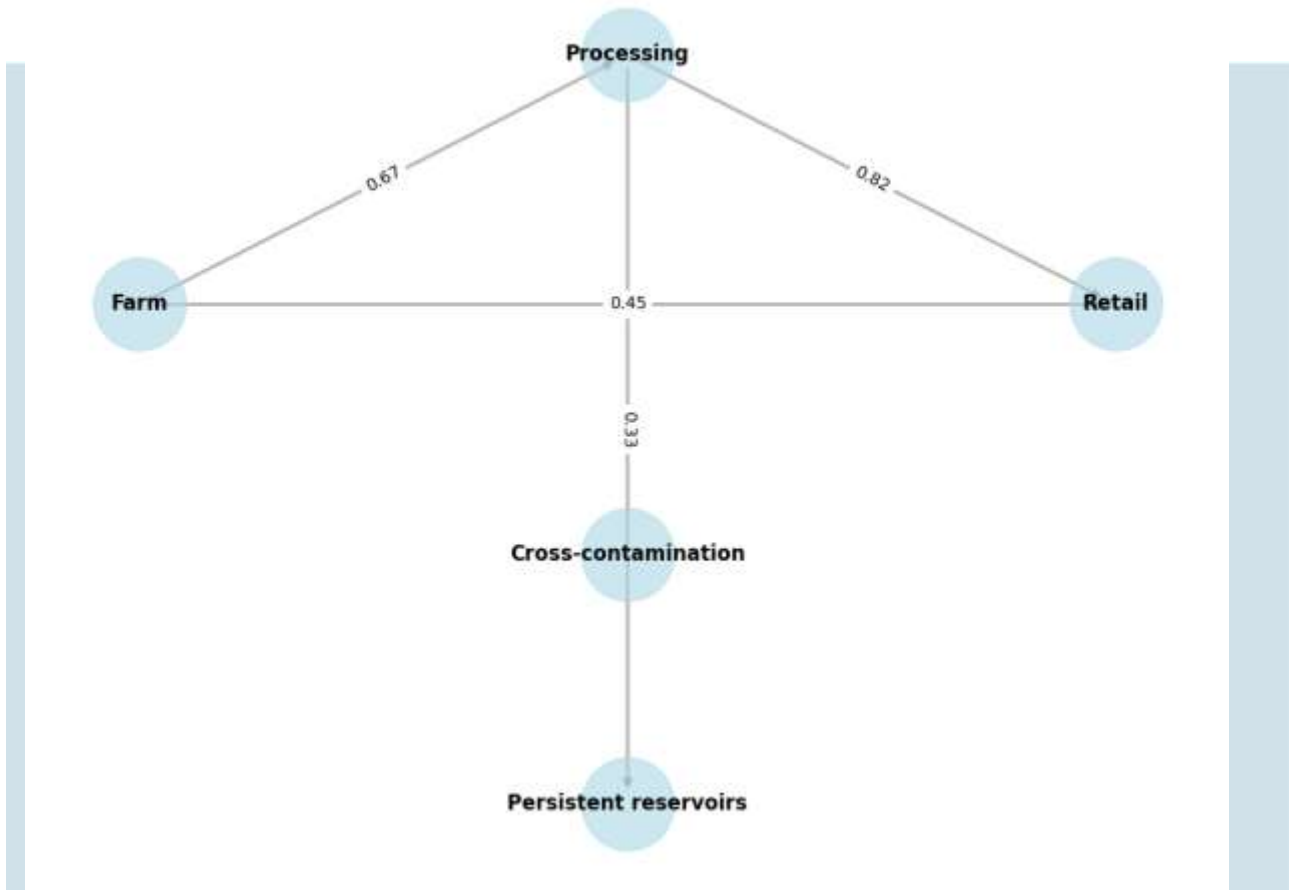 Processing
0.67
0.82
Farm
0.45
Retail
0.33
Cross-contamination
Persistent reservoirs